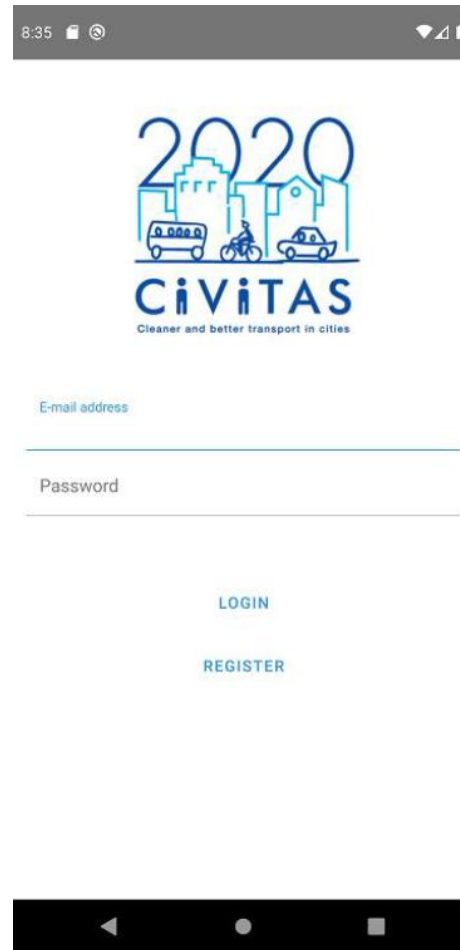 8:35
2020
CiViTAS
Cleaner and better transport in cities
E-mail address
Password
LOGIN
REGISTER